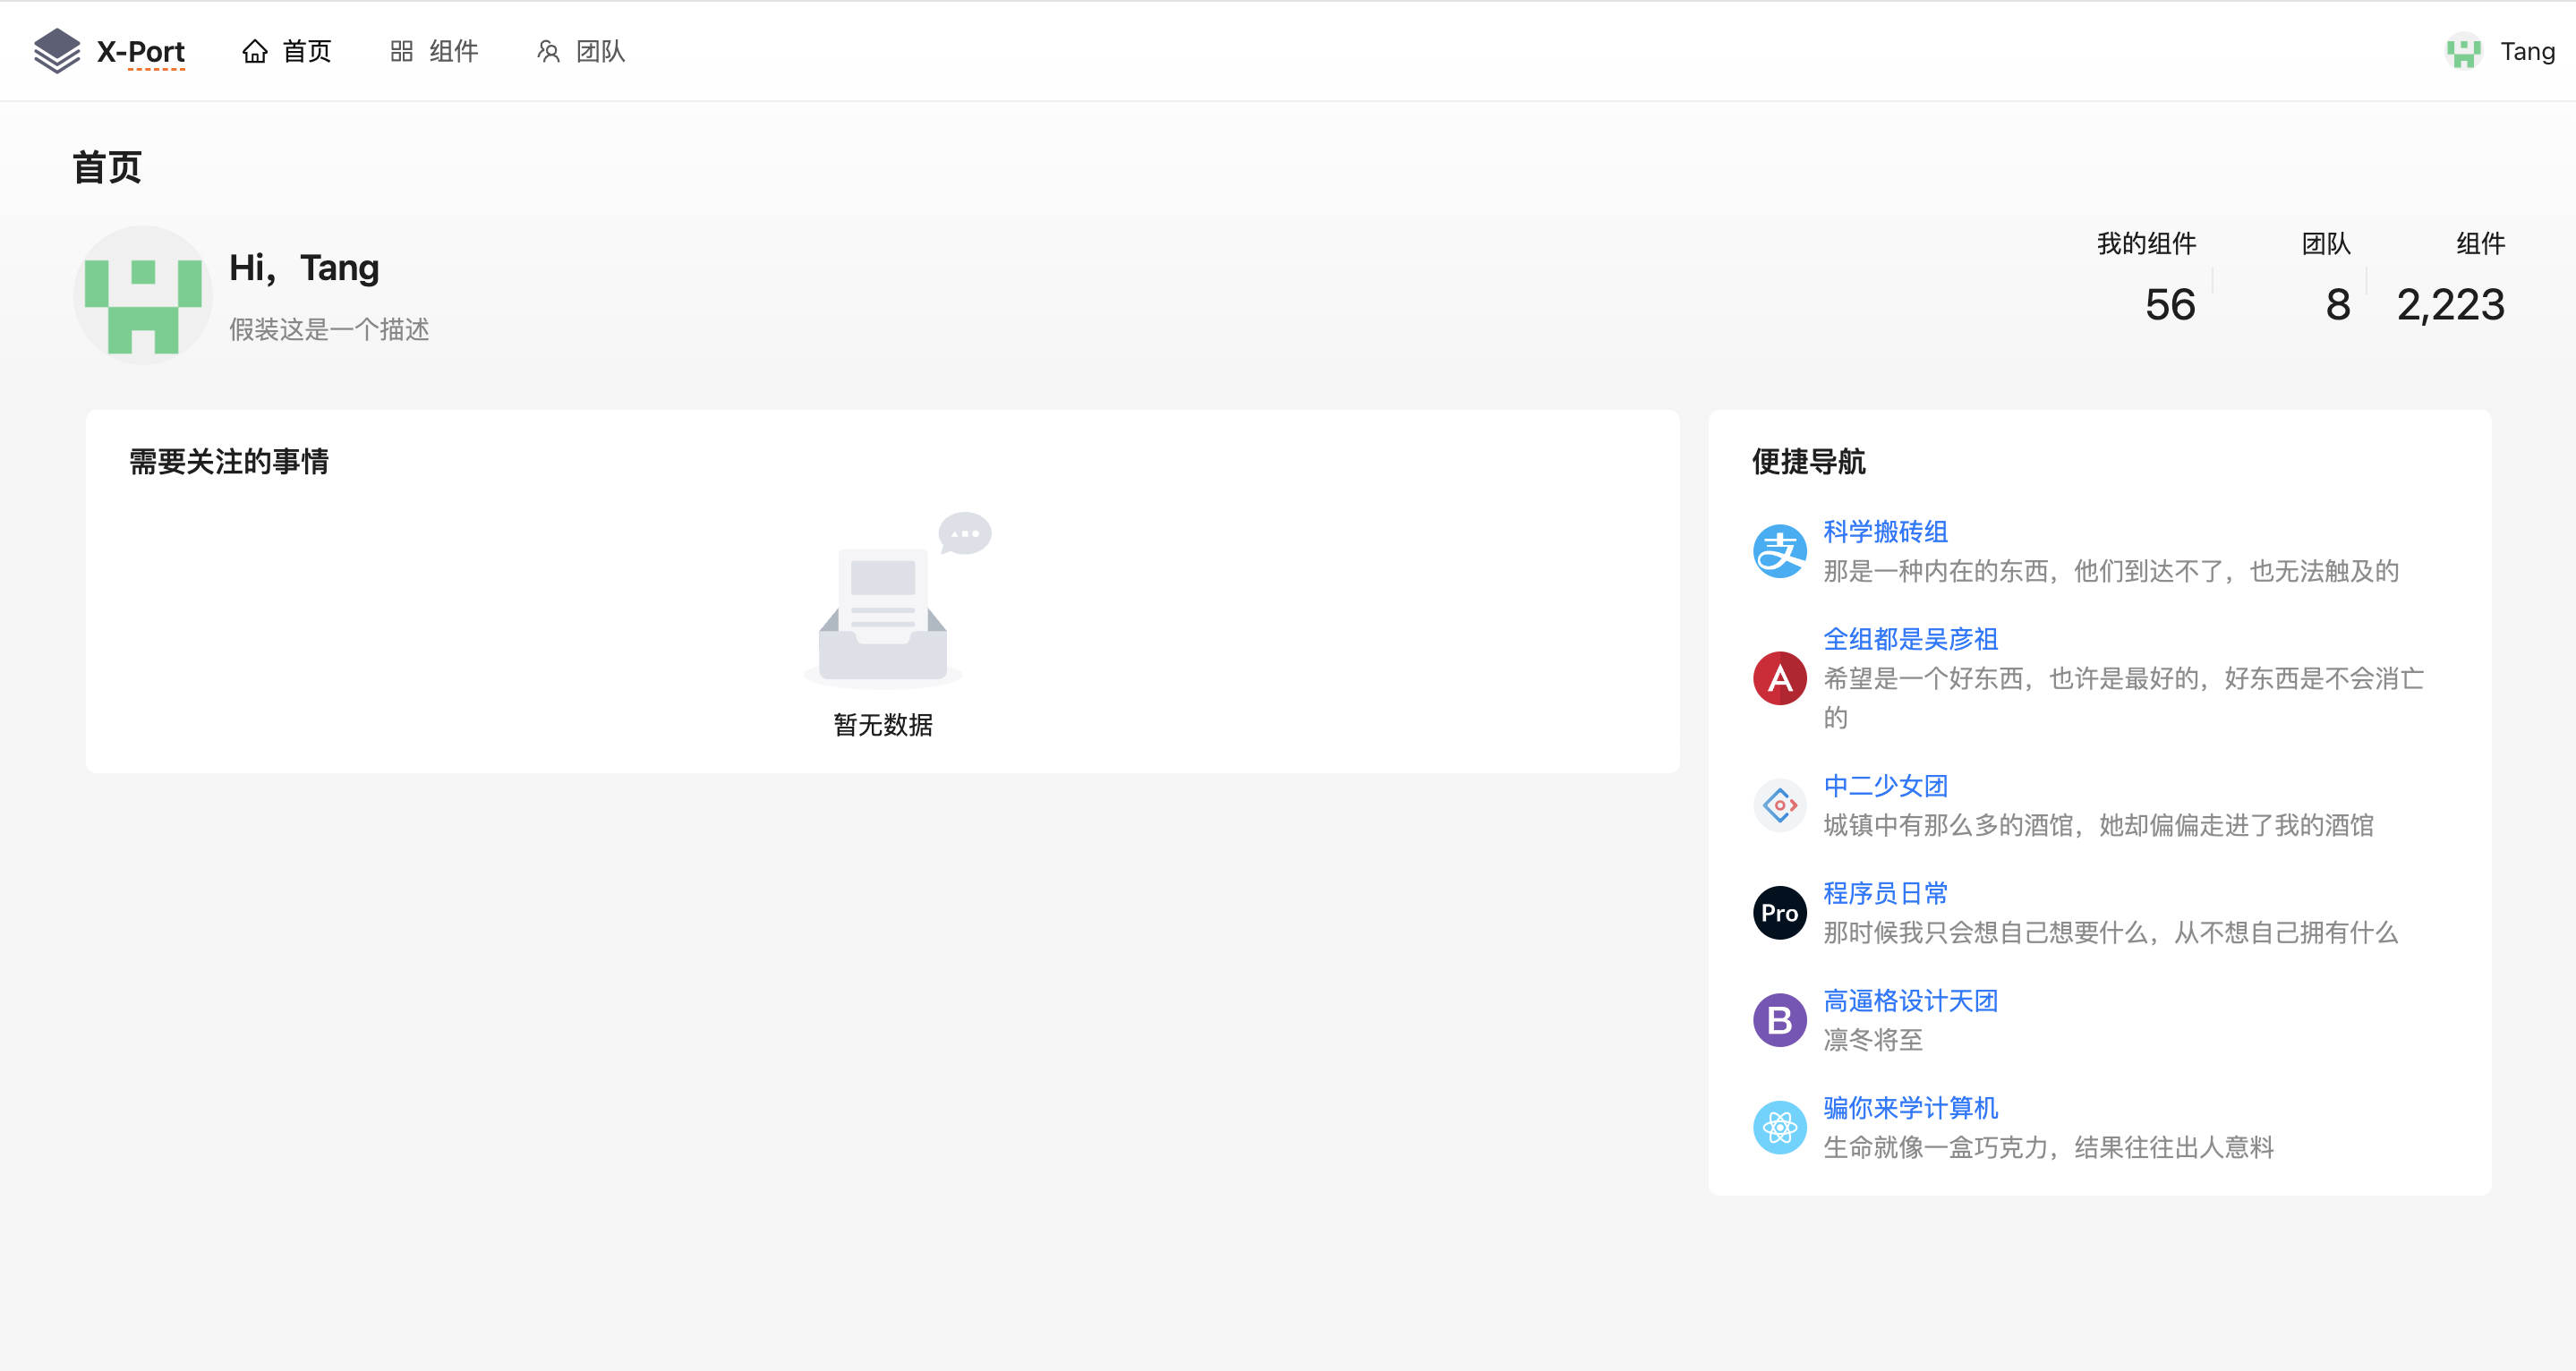 X-Port 首页 组件 团队 Tang
首页
Hi，Tang
假装这是一个描述
我的组件 团队 组件
56 8 2,223
需要关注的事情
暂无数据
便捷导航
科学搬砖组
那是一种内在的东西，他们到达不了，也无法触及的
全组都是吴彦祖
希望是一个好东西，也许是最好的，好东西是不会消亡
的
中二少女团
城镇中有那么多的酒馆，她却偏偏走进了我的酒馆
Pro
程序员日常
那时候我只会想自己想要什么，从不想自己拥有什么
B
高逼格设计天团
凛冬将至
骗你来学计算机
生命就像一盒巧克力，结果往往出人意料